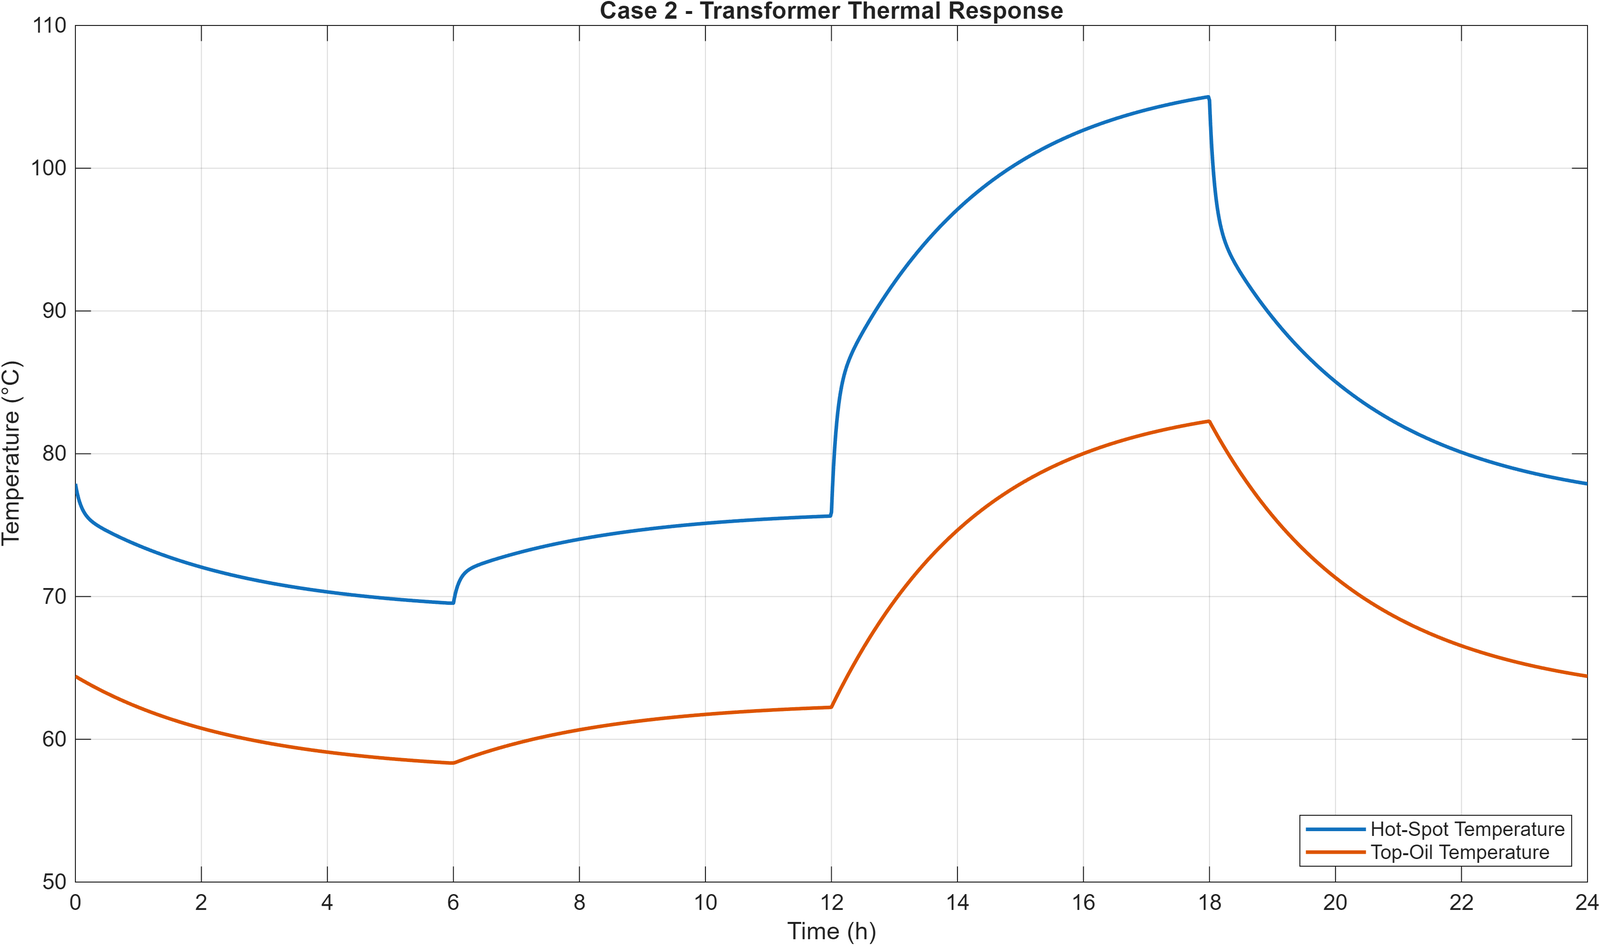 Case 2 - Transformer Thermal Response
110
100
90
80
70
60
50
Temperature (°C)
0 2 4 6 8 10 12 14 16 18 20 22 24
Time (h)
Hot-Spot Temperature
Top-Oil Temperature